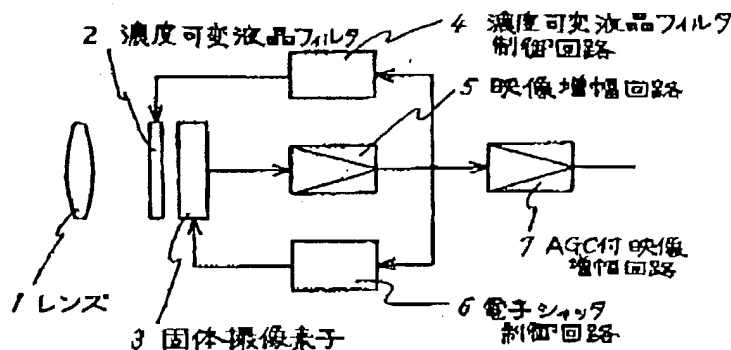 2 濃度可変液晶フィルタ
4 濃度可変液晶フィルタ
制御回路
5 映像増幅回路
7 AGC付映像
増幅回路
1 レンズ
3 固体撮像素子
6 電子シャッタ
制御回路